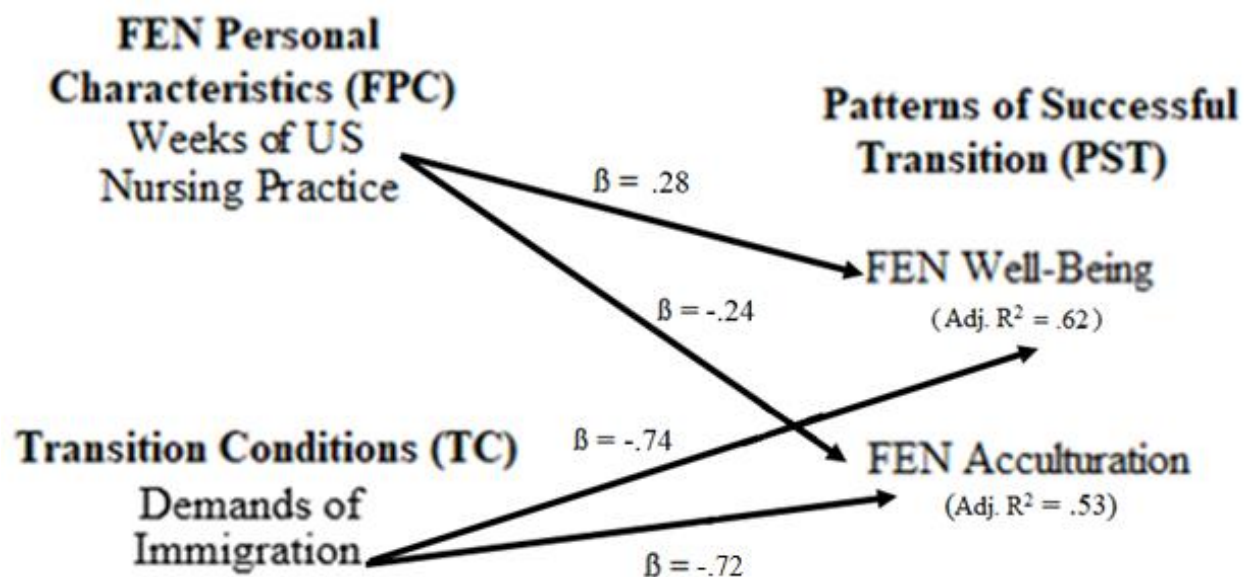 FEN Personal
Characteristics (FPC)
Weeks of US
Nursing Practice
Patterns of Successful
Transition (PST)
ß = .28
FEN Well-Being
(Adj. R² = .62)
ß = -.24
Transition Conditions (TC)
Demands of
Immigration
ß = -.74
FEN Acculturation
(Adj. R² = .53)
ß = -.72